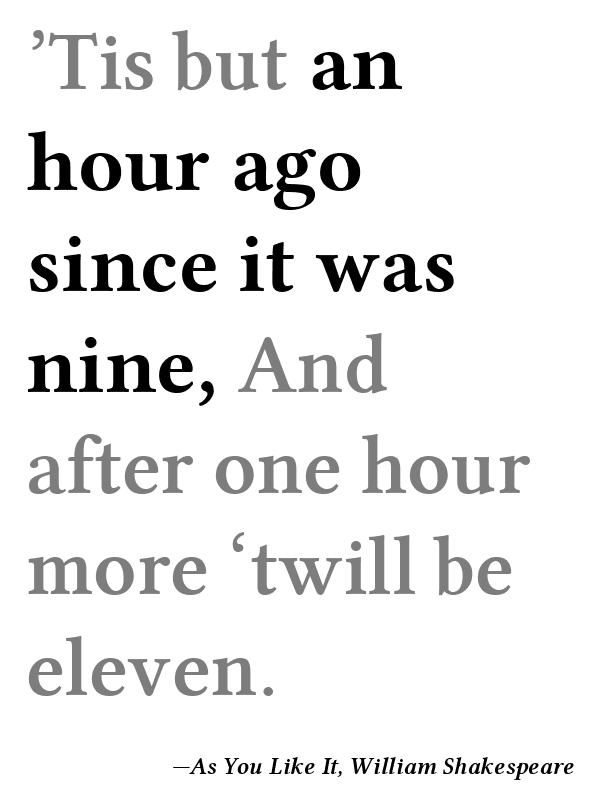 ’Tis but an
hour ago
since it was
nine, And
after one hour
more ‘twill be
eleven.
—As You Like It, William Shakespeare